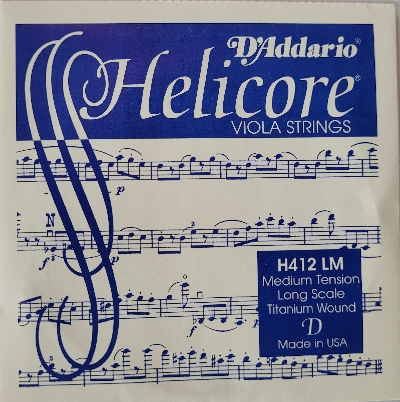 D'Addario®
Helicore®
VIOLA STRINGS
p
N
f
p
f
f
p
H412 LM
Medium Tension
Long Scale
Titanium Wound
D
Made in USA